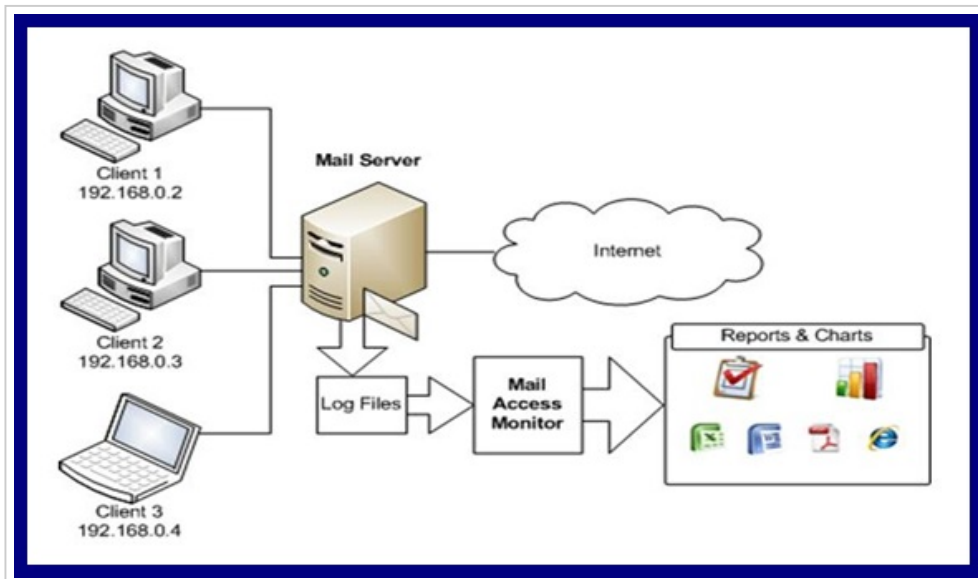 Client 1
192.168.0.2
Mail Server
Internet
Client 2
192.168.0.3
Reports & Charts
Log Files
Mail
Access
Monitor
Client 3
192.168.0.4